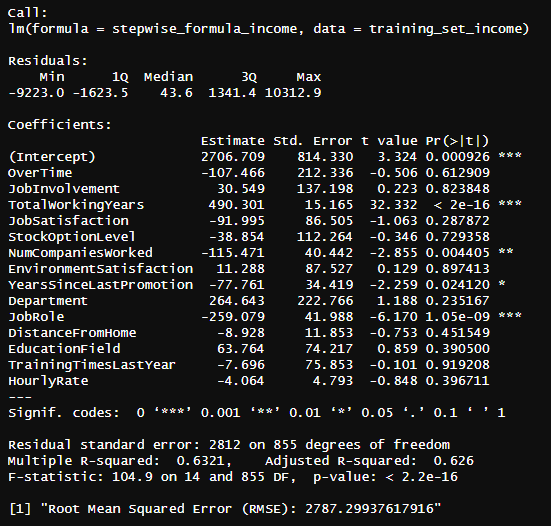 Call:
lm(formula = stepwise_formula_income, data = training_set_income)
Residuals:
Min 1Q Median 3Q Max
-9223.0 -1623.5 43.6 1341.4 10312.9
Coefficients:
Estimate Std. Error t value Pr(>|t|)
(Intercept) 2706.709 814.330 3.324 0.000926 ***
OverTime -107.466 212.336 -0.506 0.612909
JobInvolvement 30.549 137.198 0.223 0.823848
TotalWorkingYears 490.301 15.165 32.332 < 2e-16 ***
JobSatisfaction -91.995 86.505 -1.063 0.287872
StockOptionLevel -38.854 112.264 -0.346 0.729358
NumCompaniesWorked -115.471 40.442 -2.855 0.004405 **
EnvironmentSatisfaction 11.288 87.527 0.129 0.897413
YearsSinceLastPromotion -77.761 34.419 -2.259 0.024120 *
Department 264.643 222.766 1.188 0.235167
JobRole -259.079 41.988 -6.170 1.05e-09 ***
DistanceFromHome -8.928 11.853 -0.753 0.451549
EducationField 63.764 74.217 0.859 0.390500
TrainingTimesLastYear -7.696 75.853 -0.101 0.919208
HourlyRate -4.064 4.793 -0.848 0.396711
---
Signif. codes: 0 ‘***’ 0.001 ‘**’ 0.01 ‘*’ 0.05 ‘.’ 0.1 ‘ ’ 1
Residual standard error: 2812 on 855 degrees of freedom
Multiple R-squared: 0.6321, Adjusted R-squared: 0.626
F-statistic: 104.9 on 14 and 855 DF, p-value: < 2.2e-16
[1] "Root Mean Squared Error (RMSE): 2787.29937617916"